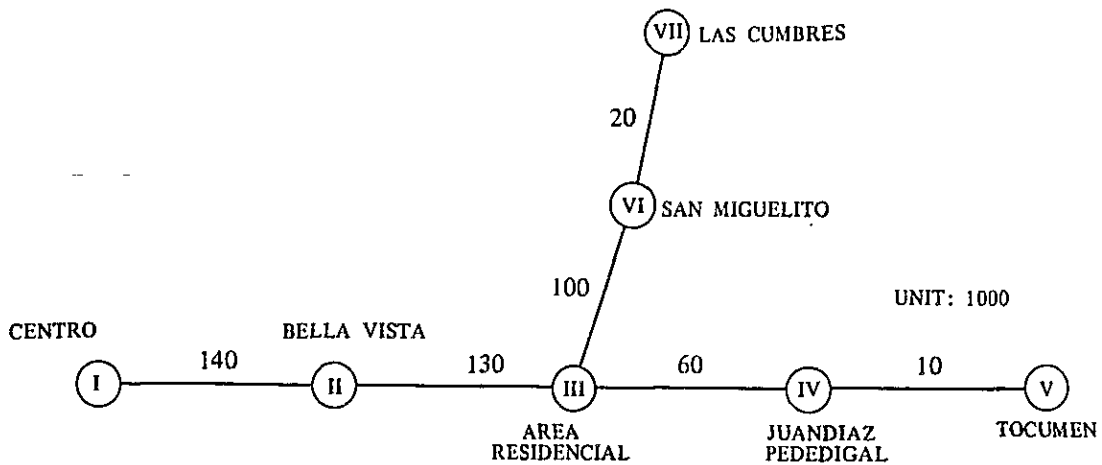 VII LAS CUMBRES
20
VI SAN MIGUELITO
100
UNIT: 1000
CENTRO
BELLA VISTA
140
130
60
10
I
II
III
IV
V
AREA
RESIDENCIAL
JUANDIAZ
PEDEDIGAL
TOCUMEN